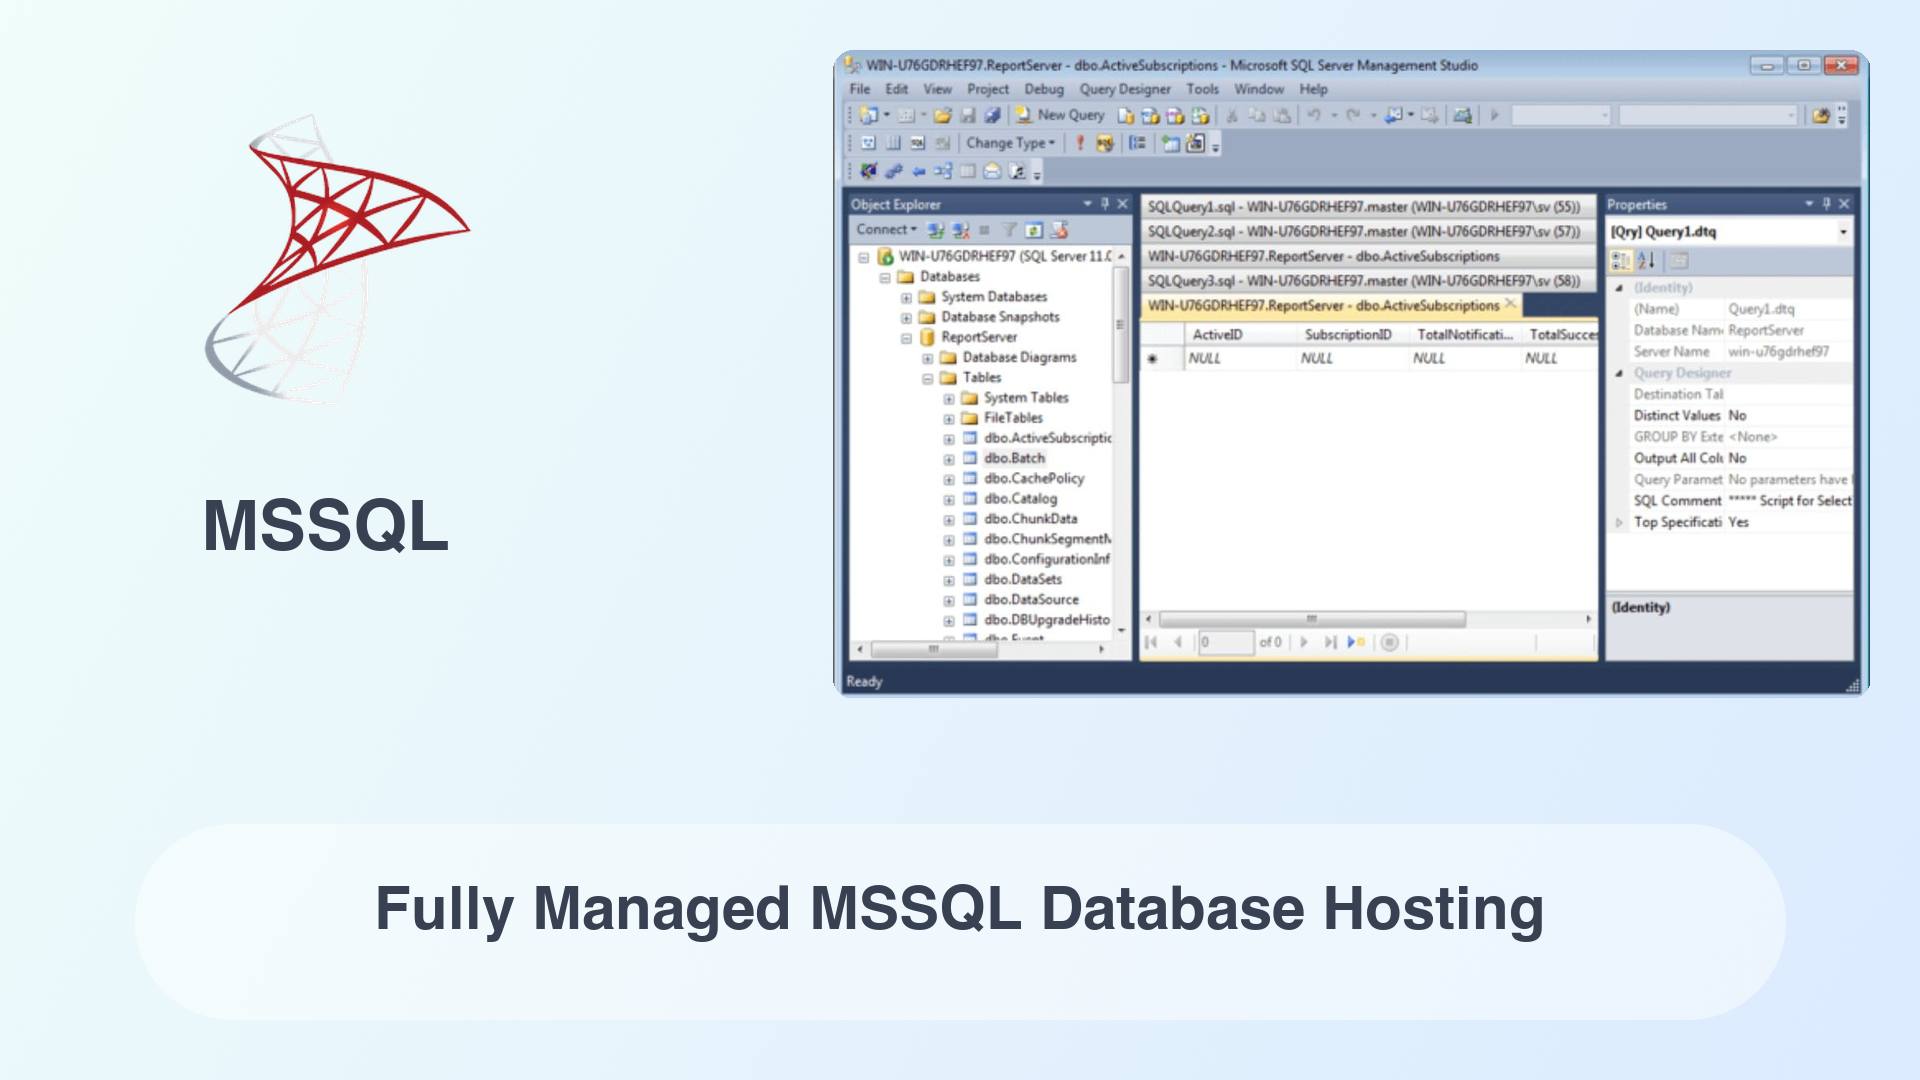 MSSQL
WIN-U76GDRHEF97.ReportServer - dbo.ActiveSubscriptions - Microsoft SQL Server Management Studio
File Edit View Project Debug Query Designer Tools Window Help
New Query
Change Type
Object Explorer
Connect
WIN-U76GDRHEF97 (SQL Server 11.0
Databases
System Databases
Database Snapshots
ReportServer
Database Diagrams
Tables
System Tables
FileTables
dbo.ActiveSubscriptic
dbo.Batch
dbo.CachePolicy
dbo.Catalog
dbo.ChunkData
dbo.ChunkSegmentM
dbo.ConfigurationInf
dbo.DataSets
dbo.DataSource
dbo.DBUpgradeHisto
dbo.Event
SQLQuery1.sql - WIN-U76GDRHEF97.master (WIN-U76GDRHEF97\sv (55))
SQLQuery2.sql - WIN-U76GDRHEF97.master (WIN-U76GDRHEF97\sv (57))
WIN-U76GDRHEF97.ReportServer - dbo.ActiveSubscriptions
SQLQuery3.sql - WIN-U76GDRHEF97.master (WIN-U76GDRHEF97\sv (58))
WIN-U76GDRHEF97.ReportServer - dbo.ActiveSubscriptions
ActiveID SubscriptionID TotalNotificati... TotalSucces
NULL NULL NULL NULL
0 of 0
Properties
[Qry] Query1.dtq
(Identity)
(Name) Query1.dtq
Database Name ReportServer
Server Name win-u76gdrhef97
Query Designer
Destination Tal
Distinct Values No
GROUP BY Exte <None>
Output All Colu No
Query Paramet No parameters have
SQL Comment ***** Script for Select
Top Specificati Yes
(Identity)
Ready
Fully Managed MSSQL Database Hosting